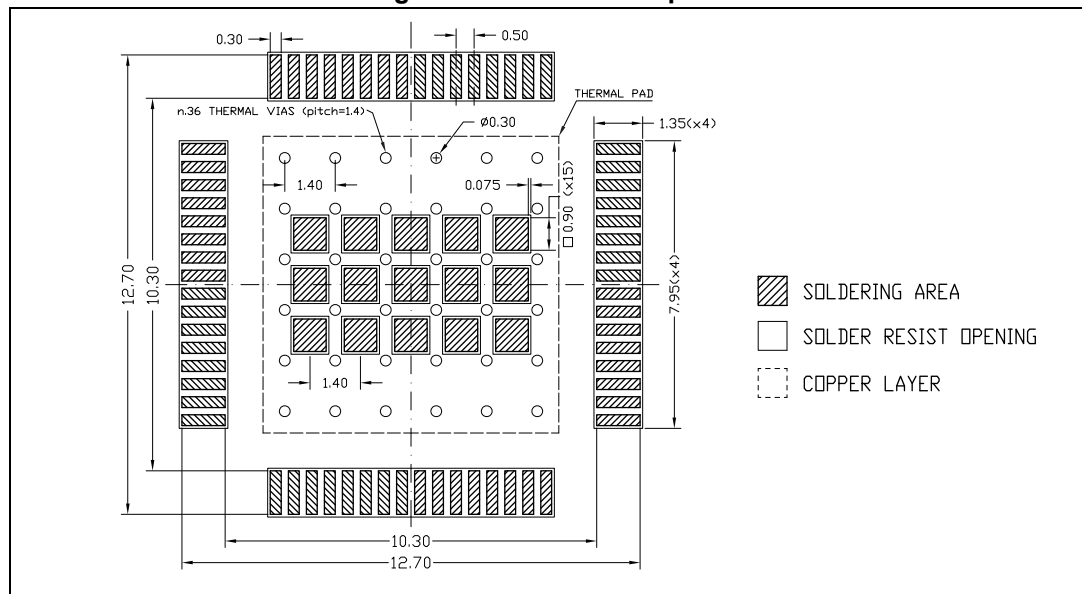 0.30
0.50
n.36 THERMAL VIAS (pitch=1.4)
Ø0.30
THERMAL PAD
1.35(x4)
1.40
0.075
□ 0.90 (x15)
12.70
10.30
7.95(x4)
1.40
10.30
12.70
SOLDERING AREA
SOLDER RESIST OPENING
COPPER LAYER